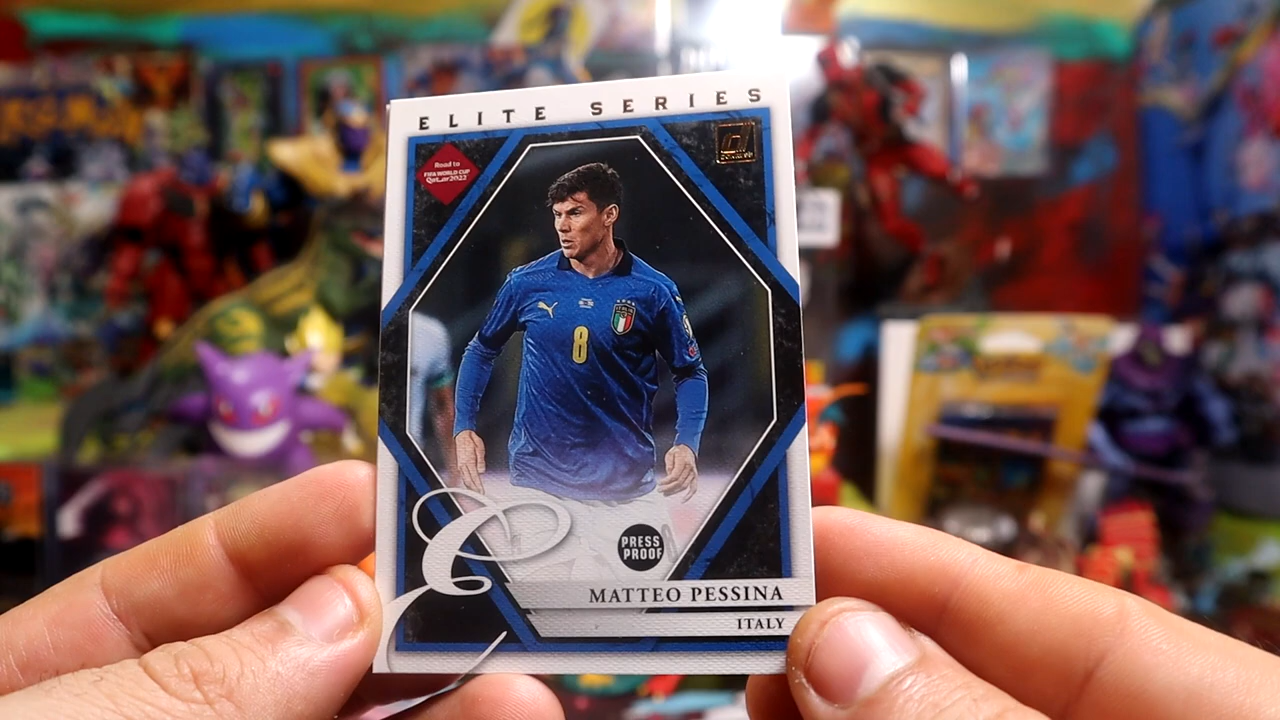 ELITE SERIES
Road to
FIFA WORLD CUP
Qatar2022
8
PRESS
PROOF
MATTEO PESSINA
ITALY